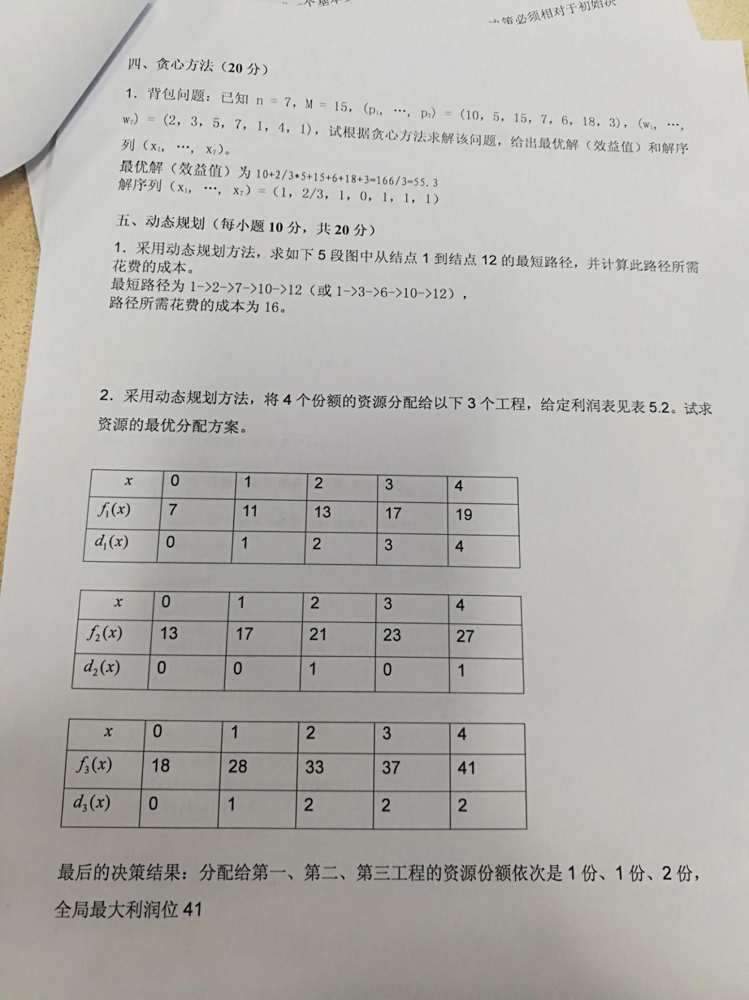 个基本
决策必须相对于初始决
四、贪心方法（20 分）
1. 背包问题：已知 n = 7, M = 15, (p₁, …, p₇) = (10, 5, 15, 7, 6, 18, 3), (w₁, …,
w₇) = (2, 3, 5, 7, 1, 4, 1), 试根据贪心方法求解该问题，给出最优解（效益值）和解序
列（x₁, …, x₇）。
最优解（效益值）为 10+2/3*5+15+6+18+3=166/3=55.3
解序列（x₁, …, x₇）=（1, 2/3, 1, 0, 1, 1, 1）
五、动态规划（每小题 10 分，共 20 分）
1. 采用动态规划方法，求如下 5 段图中从结点 1 到结点 12 的最短路径，并计算此路径所需
花费的成本。
最短路径为 1->2->7->10->12（或 1->3->6->10->12），
路径所需花费的成本为 16。
2. 采用动态规划方法，将 4 个份额的资源分配给以下 3 个工程，给定利润表见表 5.2。试求
资源的最优分配方案。
x 0 1 2 3 4
f₁(x) 7 11 13 17 19
d₁(x) 0 1 2 3 4
x 0 1 2 3 4
f₂(x) 13 17 21 23 27
d₂(x) 0 0 1 0 1
x 0 1 2 3 4
f₃(x) 18 28 33 37 41
d₃(x) 0 1 2 2 2
最后的决策结果：分配给第一、第二、第三工程的资源份额依次是 1 份、1 份、2 份，
全局最大利润位 41